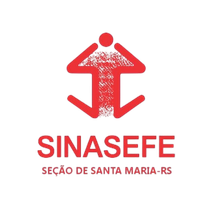 SINASEFE
SEÇÃO DE SANTA MARIA-RS